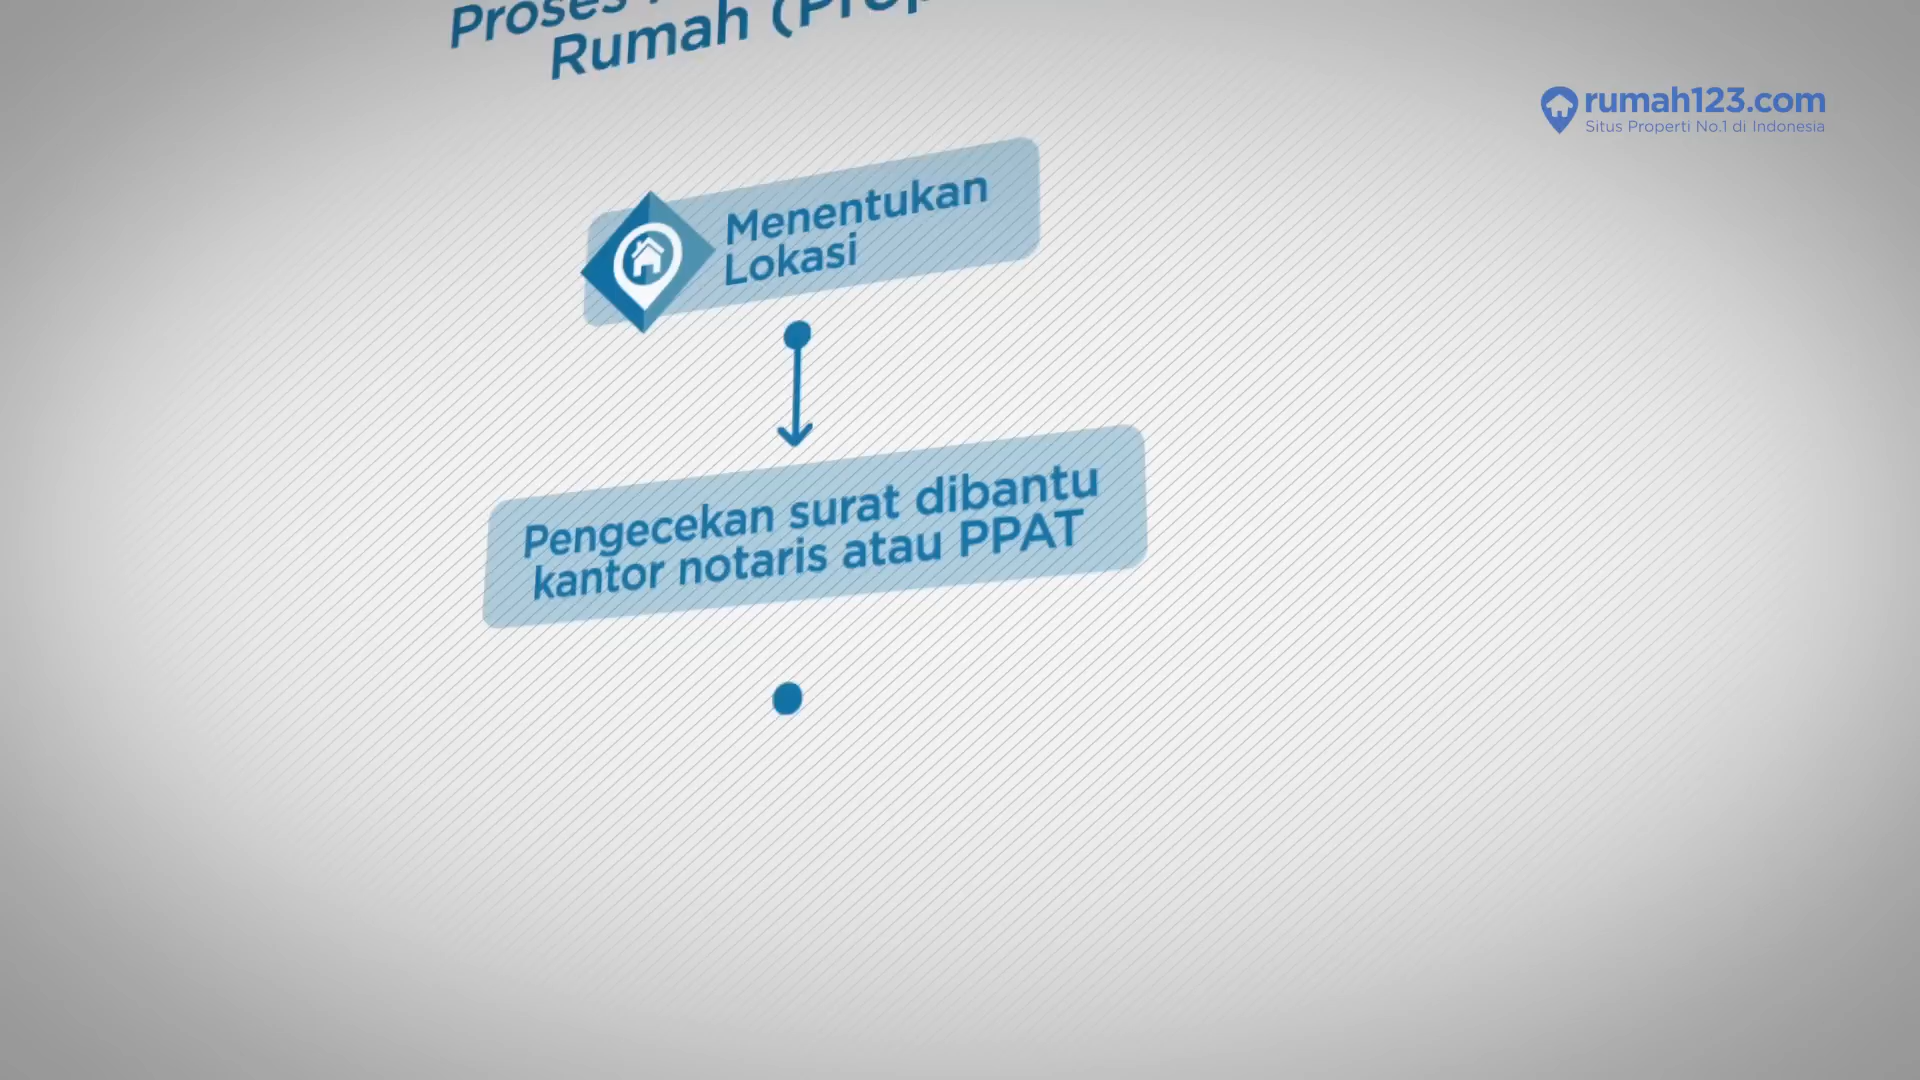 Proses
Rumah (Prop
rumah123.com
Situs Properti No.1 di Indonesia
Menentukan
Lokasi
Pengecekan surat dibantu
kantor notaris atau PPAT